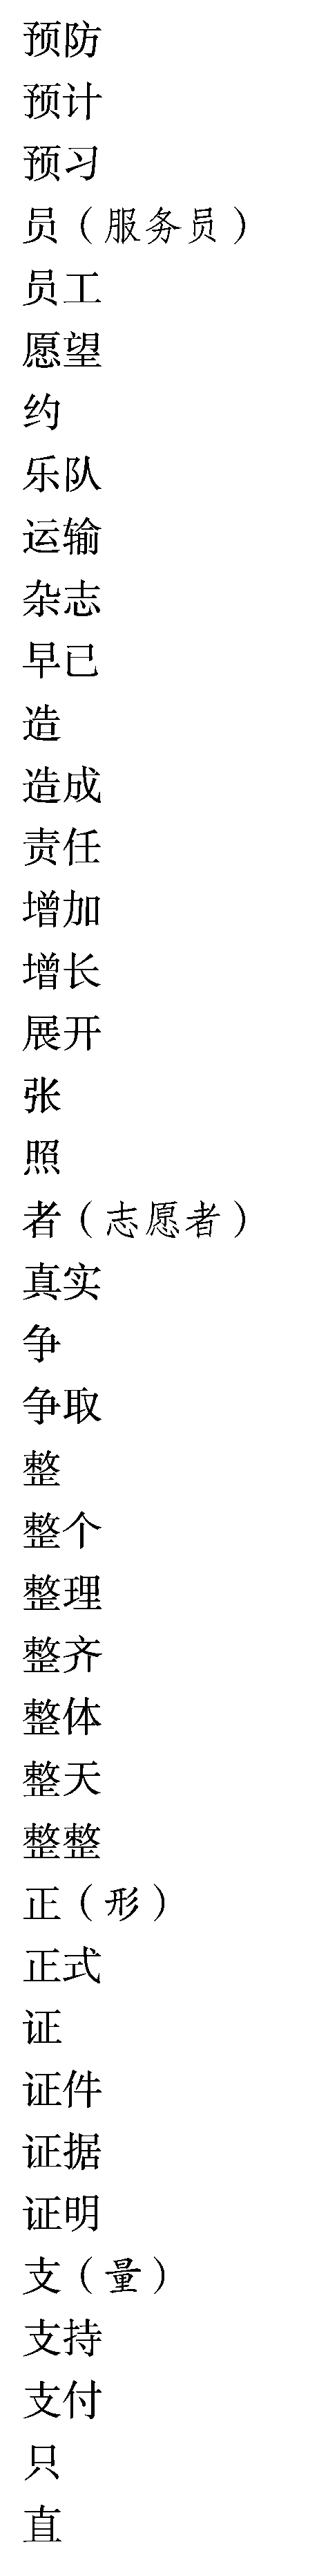 预防
预计
预习
员（服务员）
员工
愿望
约
乐队
运输
杂志
早已
造
造成
责任
增加
增长
展开
张
照
者（志愿者）
真实
争
争取
整
整个
整理
整齐
整体
整天
整整
正（形）
正式
证
证件
证据
证明
支（量）
支持
支付
只
直